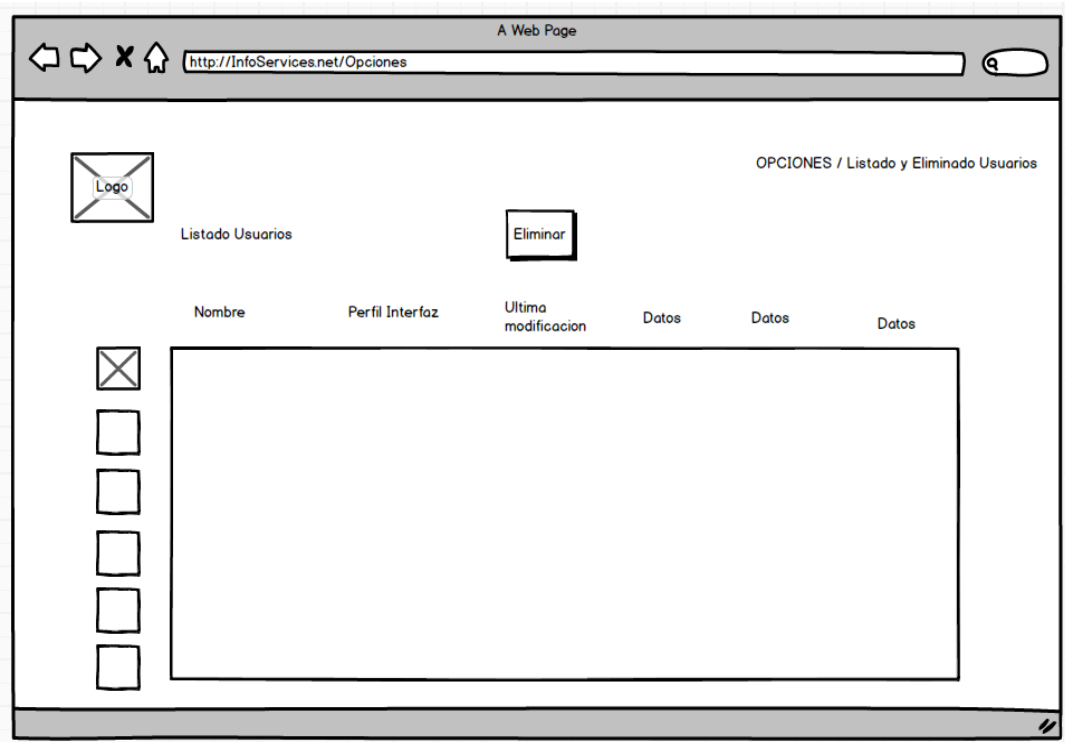 A Web Page
http://InfoServices.net/Opciones
Logo
OPCIONES / Listado y Eliminado Usuarios
Listado Usuarios
Eliminar
Nombre
Perfil Interfaz
Ultima
modificacion
Datos
Datos
Datos